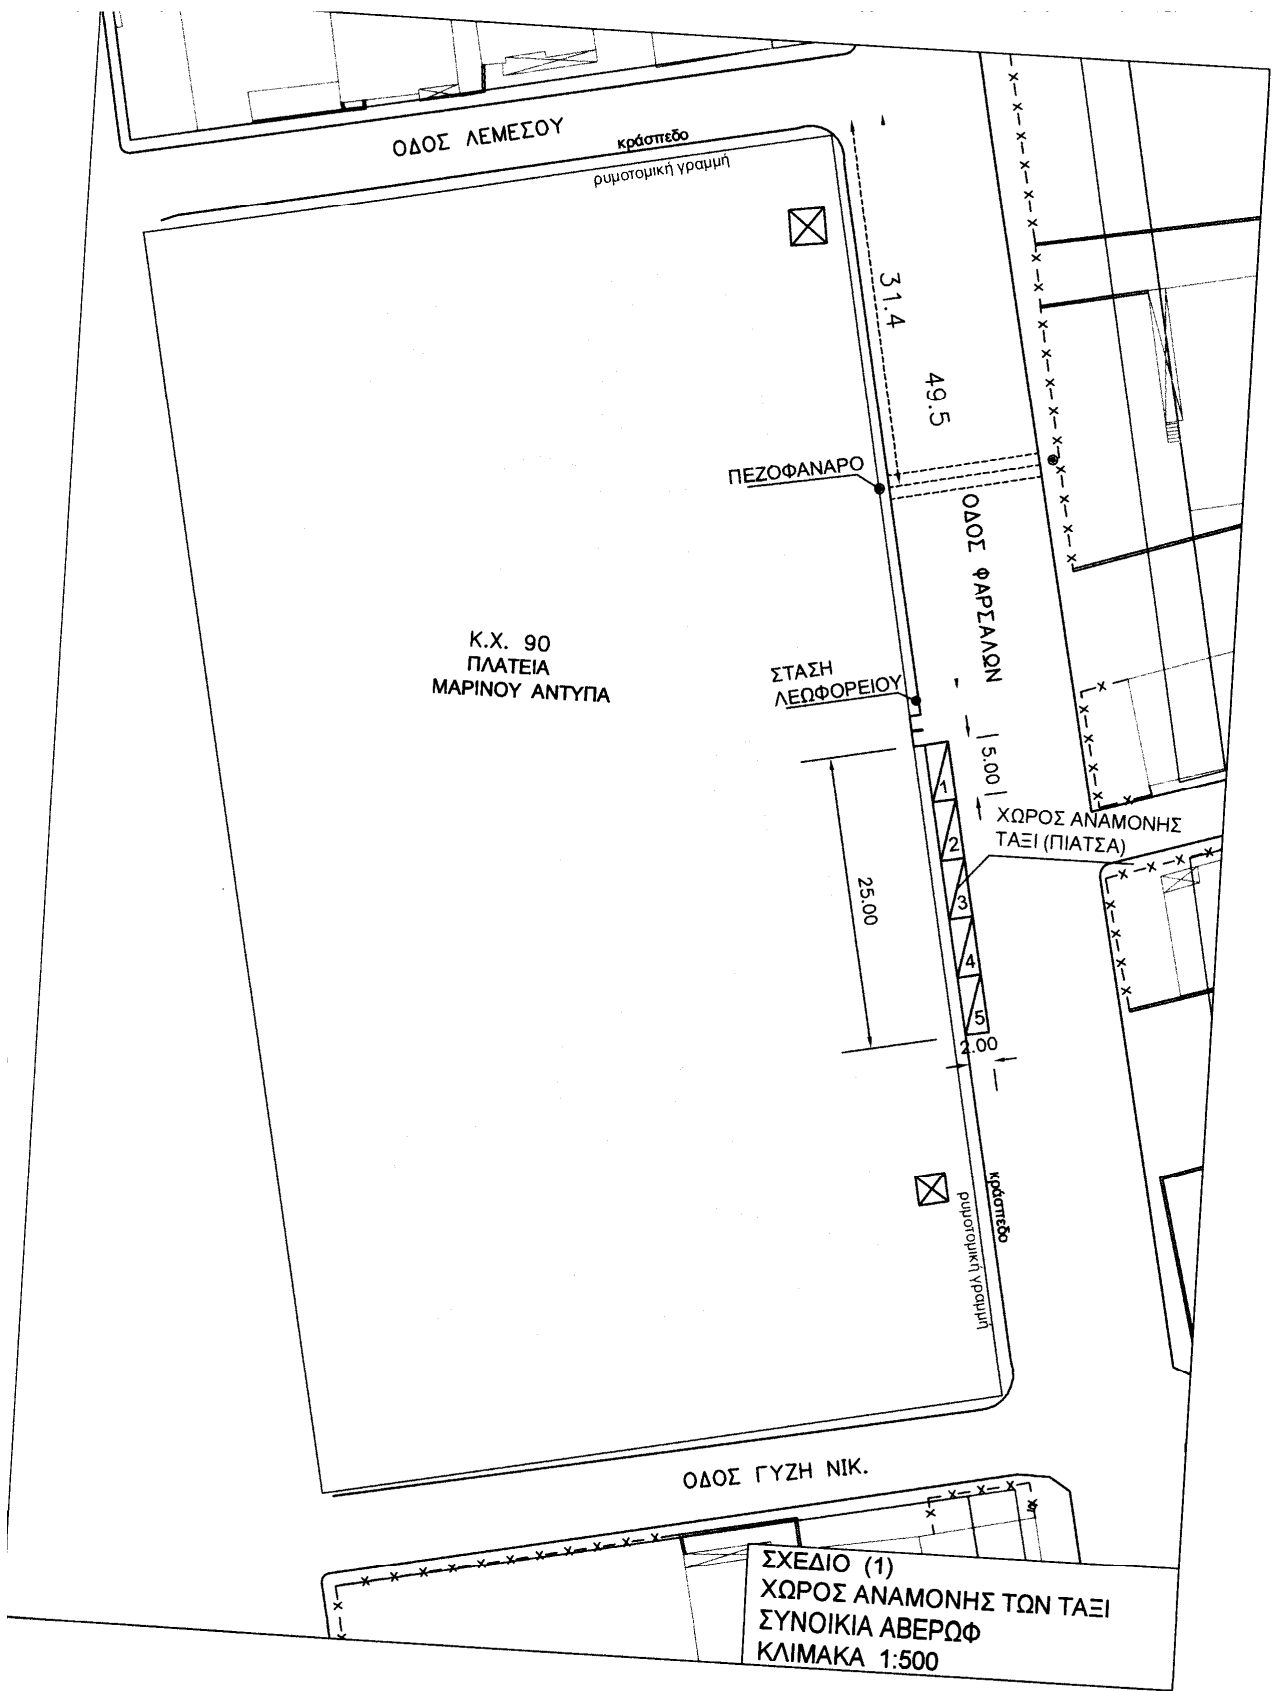 ΟΔΟΣ ΛΕΜΕΣΟΥ
κράσπεδο
ρυμοτομική γραμμή
31.4
49.5
ΠΕΖΟΦΑΝΑΡΟ
ΟΔΟΣ ΦΑΡΣΑΛΩΝ
Κ.Χ. 90
ΠΛΑΤΕΙΑ
ΜΑΡΙΝΟΥ ΑΝΤΥΠΑ
ΣΤΑΣΗ
ΛΕΩΦΟΡΕΙΟΥ
5.00
1
ΧΩΡΟΣ ΑΝΑΜΟΝΗΣ
ΤΑΞΙ (ΠΙΑΤΣΑ)
2
25.00
3
4
5
2.00
κράσπεδο
ρυμοτομική γραμμή
ΟΔΟΣ ΓΥΖΗ ΝΙΚ.
ΣΧΕΔΙΟ (1)
ΧΩΡΟΣ ΑΝΑΜΟΝΗΣ ΤΩΝ ΤΑΞΙ
ΣΥΝΟΙΚΙΑ ΑΒΕΡΩΦ
ΚΛΙΜΑΚΑ 1:500